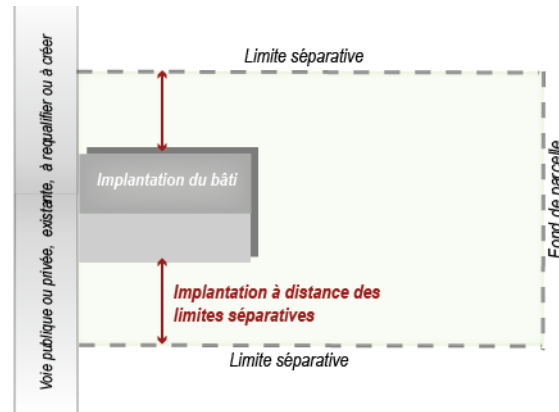 Limite séparative
Voie publique ou privée, existante, à requalifier ou à créer
Implantation du bâti
Fond de parcelle
Implantation à distance des
limites séparatives
Limite séparative